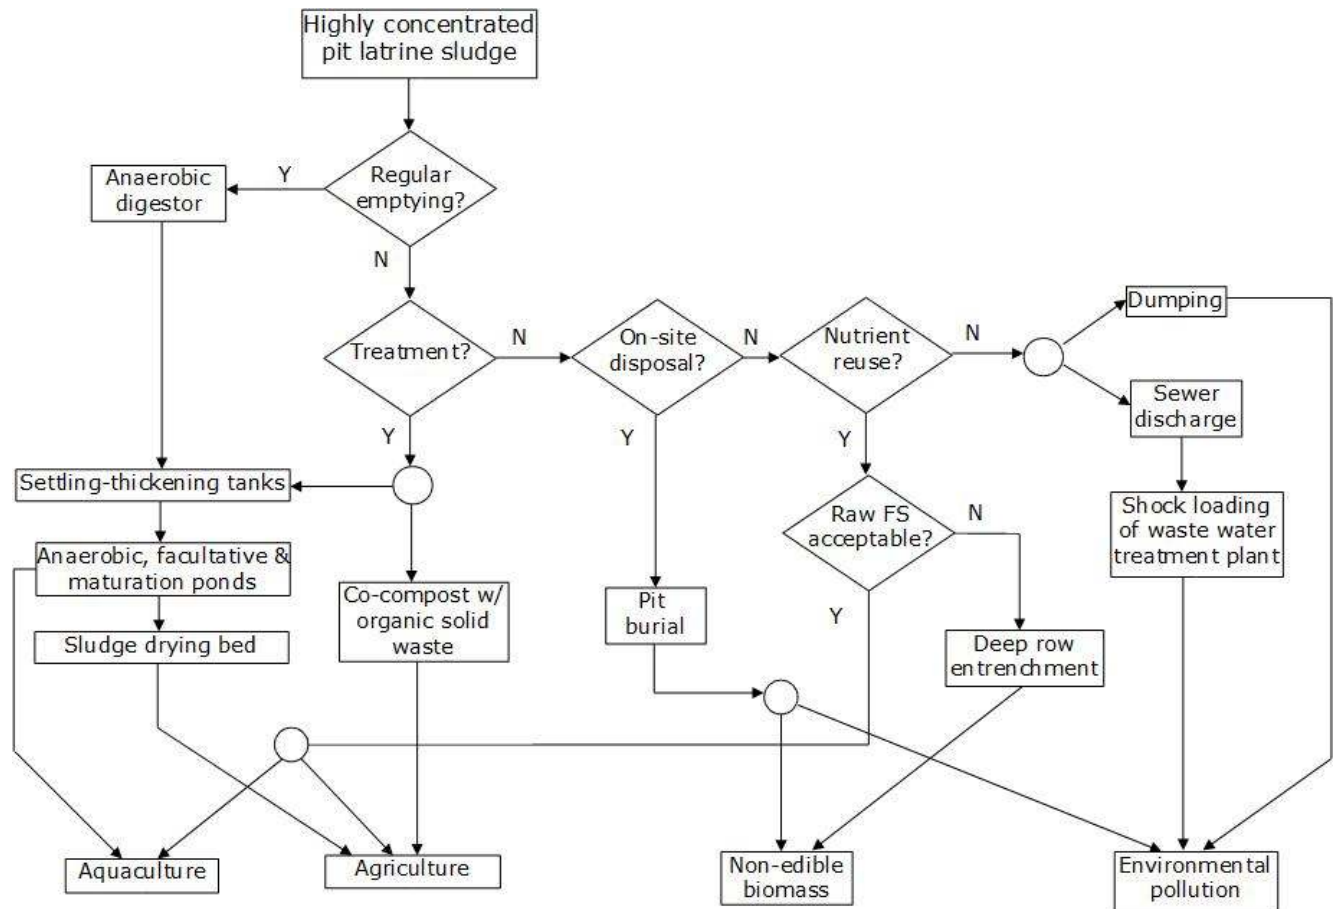 Highly concentrated
pit latrine sludge
Regular
emptying?
Y
Anaerobic
digestor
N
Treatment?
N
On-site
disposal?
N
Nutrient
reuse?
N
Dumping
Sewer
discharge
Y
Y
Y
Settling-thickening tanks
Raw FS
acceptable?
N
Shock loading
of waste water
treatment plant
Anaerobic, facultative &
maturation ponds
Co-compost w/
organic solid
waste
Pit
burial
Y
Sludge drying bed
Deep row
entrenchment
Aquaculture
Agriculture
Non-edible
biomass
Environmental
pollution